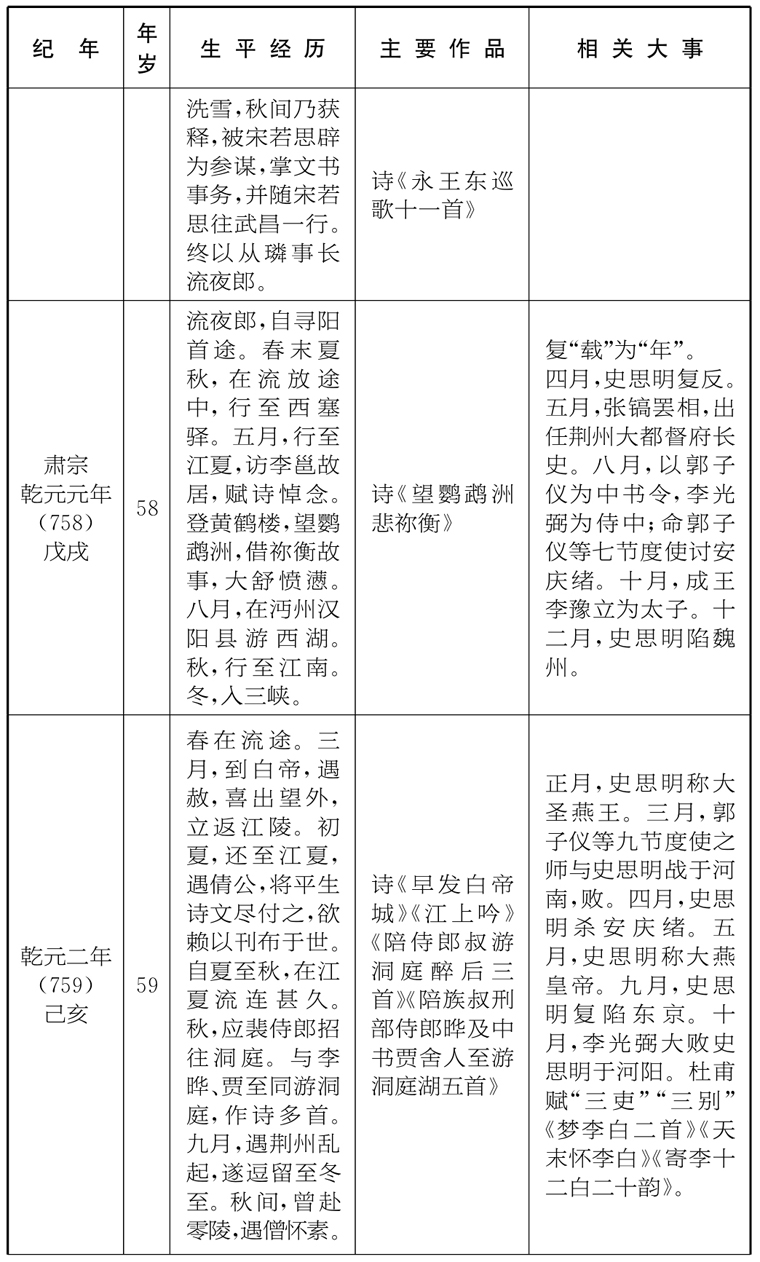 纪 年
年岁
生平经历
主要作品
相关大事
洗雪，秋间乃获
释，被宋若思辟
为参谋，掌文书
事务，并随宋若
思往武昌一行。
终以从璘事长
流夜郎。
诗《永王东巡
歌十一首》
肃宗
乾元元年
（758）
戊戌
58
流夜郎，自寻阳
首途。春末夏
秋，在流放途
中，行至西塞
驿。五月，行至
江夏，访李邕故
居，赋诗悼念。
登黄鹤楼，望鹦
鹉洲，借祢衡故
事，大舒愤懑。
八月，在沔州汉
阳县游西湖。
秋，行至江南。
冬，入三峡。
诗《望鹦鹉洲
悲祢衡》
复“载”为“年”。
四月，史思明复反。
五月，张镐罢相，出
任荆州大都督府长
史。八月，以郭子
仪为中书令，李光
弼为侍中；命郭子
仪等七节度使讨安
庆绪。十月，成王
李豫立为太子。十
二月，史思明陷魏
州。
乾元二年
（759）
己亥
59
春在流途。三
月，到白帝，遇
赦，喜出望外，
立返江陵。初
夏，还至江夏，
遇倩公，将平生
诗文尽付之，欲
赖以刊布于世。
自夏至秋，在江
夏流连甚久。
秋，应裴侍郎招
往洞庭。与李
晔、贾至同游洞
庭，作诗多首。
九月，遇荆州乱
起，遂逗留至冬
至。秋间，曾赴
零陵，遇僧怀素。
诗《早发白帝
城》《江上吟》
《陪侍郎叔游
洞庭醉后三
首》《陪族叔刑
部侍郎晔及中
书贾舍人至游
洞庭湖五首》
正月，史思明称大
圣燕王。三月，郭
子仪等九节度使之
师与史思明战于河
南，败。四月，史思
明杀安庆绪。五
月，史思明称大燕
皇帝。九月，史思
明复陷东京。十
月，李光弼大败史
思明于河阳。杜甫
赋“三吏”“三别”
《梦李白二首》《天
末怀李白》《寄李十
二白二十韵》。